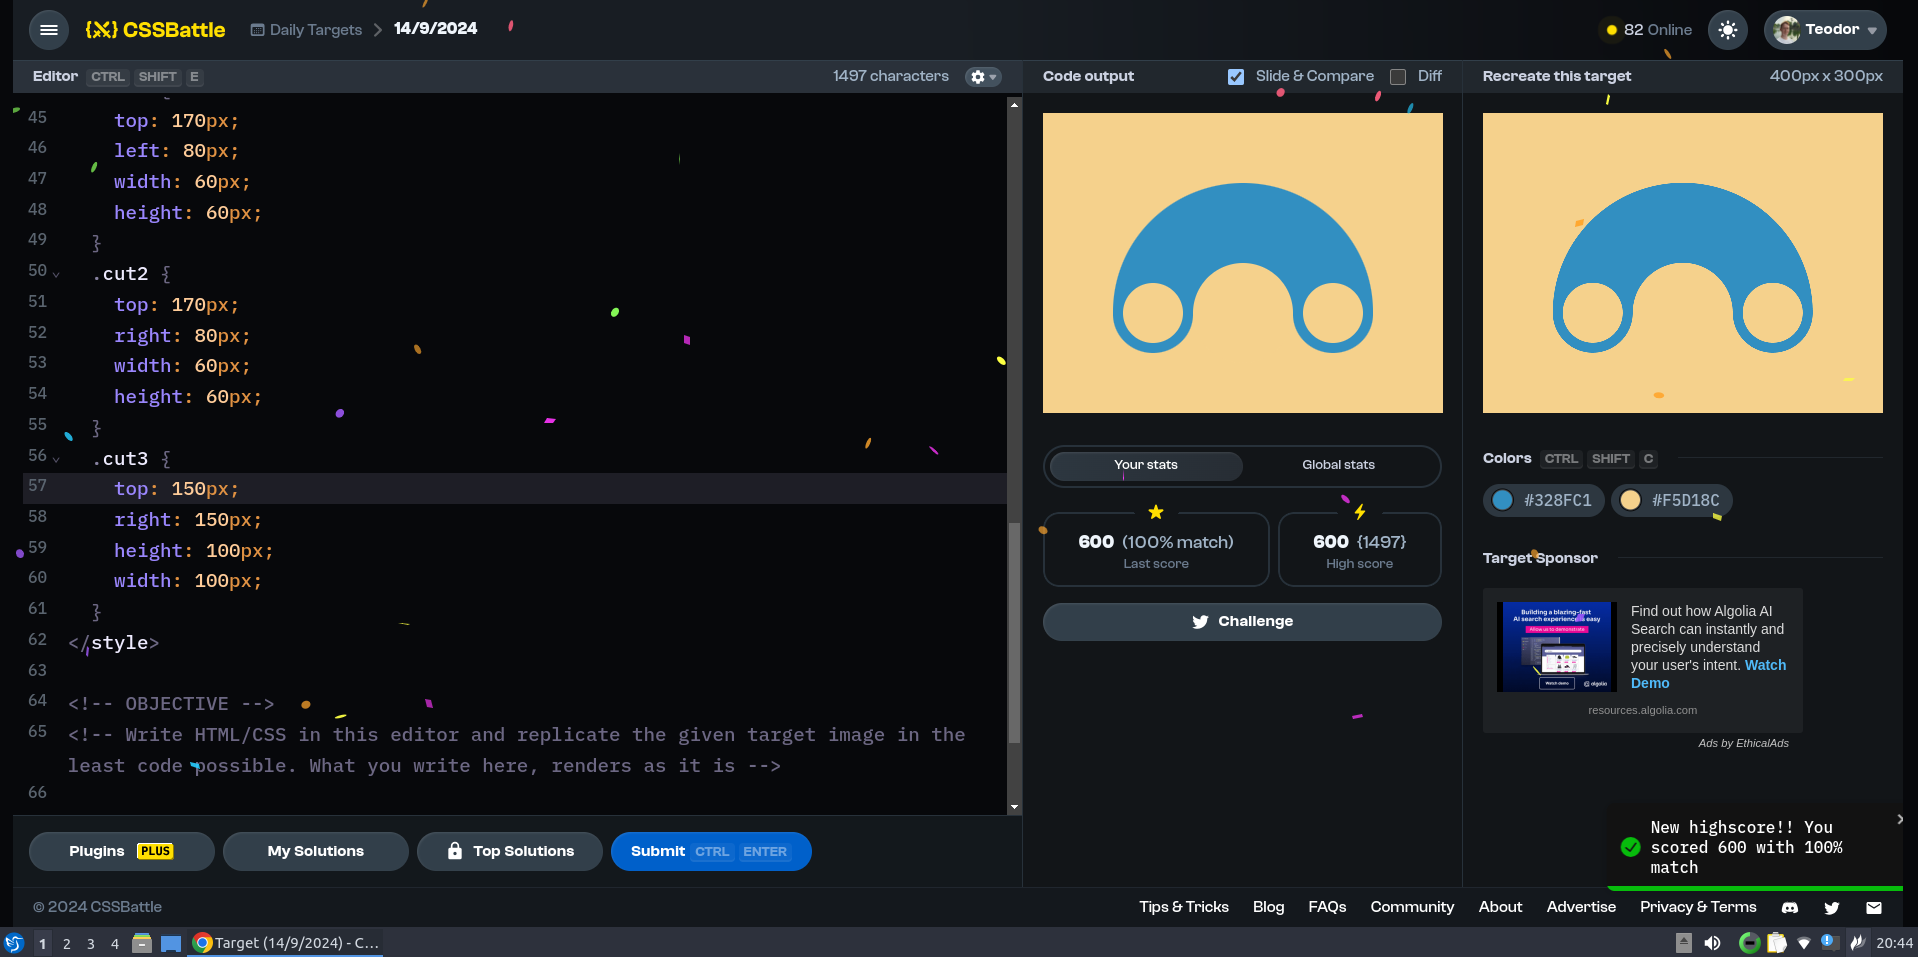 CSSBattle
Daily Targets
14/9/2024
82 Online
Teodor
Editor CTRL SHIFT E
1497 characters
Code output
Slide & Compare
Diff
Recreate this target
400px x 300px
45 top: 170px;
46 left: 80px;
47 width: 60px;
48 height: 60px;
49 }
50 .cut2 {
51 top: 170px;
52 right: 80px;
53 width: 60px;
54 height: 60px;
55 }
56 .cut3 {
57 top: 150px;
58 right: 150px;
59 height: 100px;
60 width: 100px;
61 }
62 </style>
63
64 <!-- OBJECTIVE -->
65 <!-- Write HTML/CSS in this editor and replicate the given target image in the
least code possible. What you write here, renders as it is -->
66
Your stats
Global stats
600 (100% match)
Last score
600 {1497}
High score
Challenge
Colors CTRL SHIFT C
#328FC1
#F5D18C
Target Sponsor
Building a blazing-fast
AI search experience is easy
Allow us to demonstrate
Watch demo
algolia
Find out how Algolia AI
Search can instantly and
precisely understand
your user's intent. Watch
Demo
resources.algolia.com
Ads by EthicalAds
New highscore!! You
scored 600 with 100%
match
Plugins PLUS
My Solutions
Top Solutions
Submit CTRL ENTER
© 2024 CSSBattle
Tips & Tricks
Blog
FAQs
Community
About
Advertise
Privacy & Terms
1 2 3 4
Target (14/9/2024) - C...
20:44